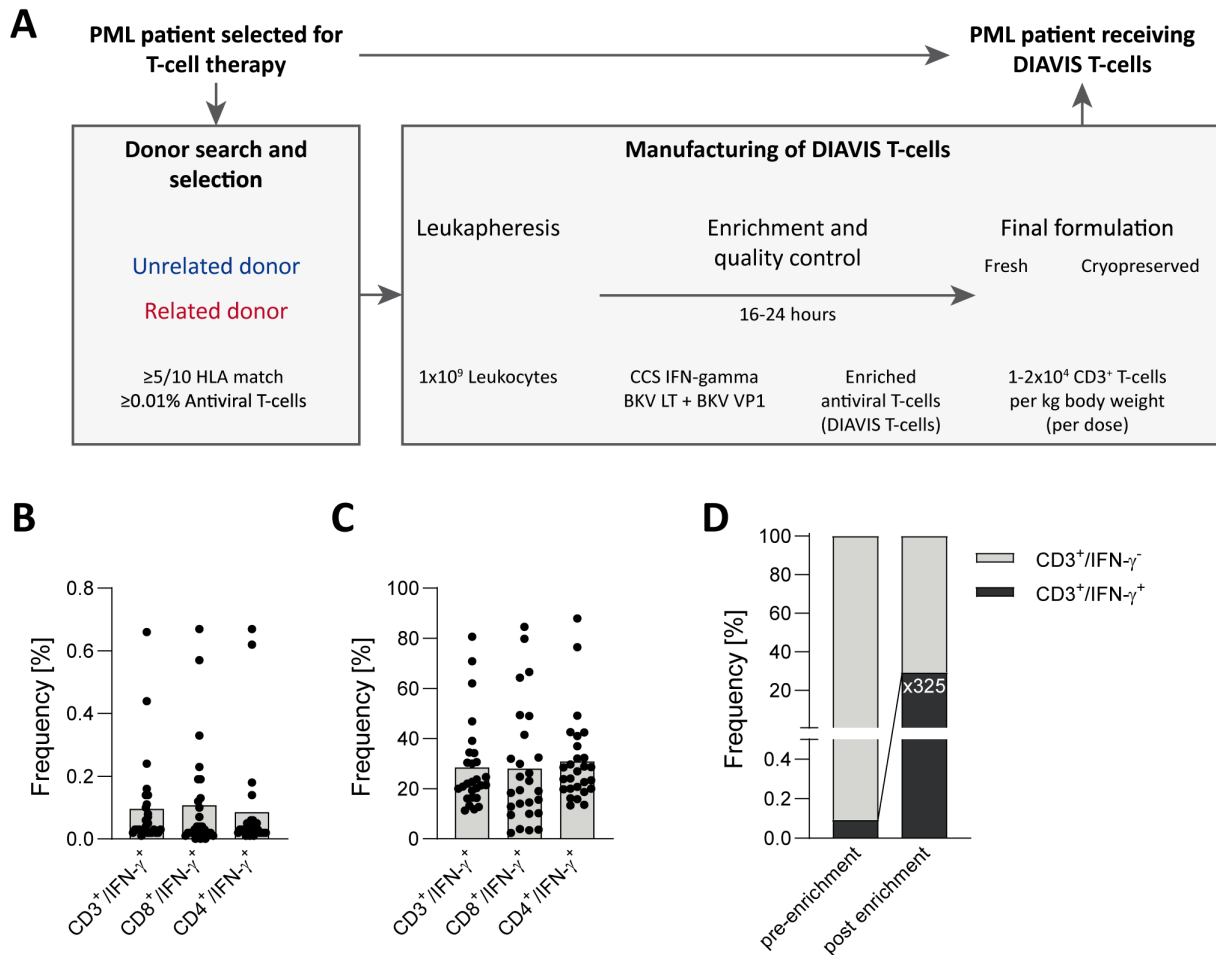 A
PML patient selected for
T-cell therapy
PML patient receiving
DIAVIS T-cells
Donor search and
selection
Unrelated donor
Related donor
≥5/10 HLA match
≥0.01% Antiviral T-cells
Manufacturing of DIAVIS T-cells
Leukapheresis
1x10⁹ Leukocytes
Enrichment and
quality control
16-24 hours
CCS IFN-gamma
BKV LT + BKV VP1
Enriched
antiviral T-cells
(DIAVIS T-cells)
Final formulation
Fresh
Cryopreserved
1-2x10⁴ CD3⁺ T-cells
per kg body weight
(per dose)
B
Frequency [%]
0.8
0.6
0.4
0.2
0.0
CD3⁺/IFN-γ⁺
CD8⁺/IFN-γ⁺
CD4⁺/IFN-γ⁺
C
Frequency [%]
100
80
60
40
20
0
CD3⁺/IFN-γ⁺
CD8⁺/IFN-γ⁺
CD4⁺/IFN-γ⁺
D
Frequency [%]
100
80
60
40
20
0.4
0.2
0.0
x325
pre-enrichment
post enrichment
CD3⁺/IFN-γ⁻
CD3⁺/IFN-γ⁺